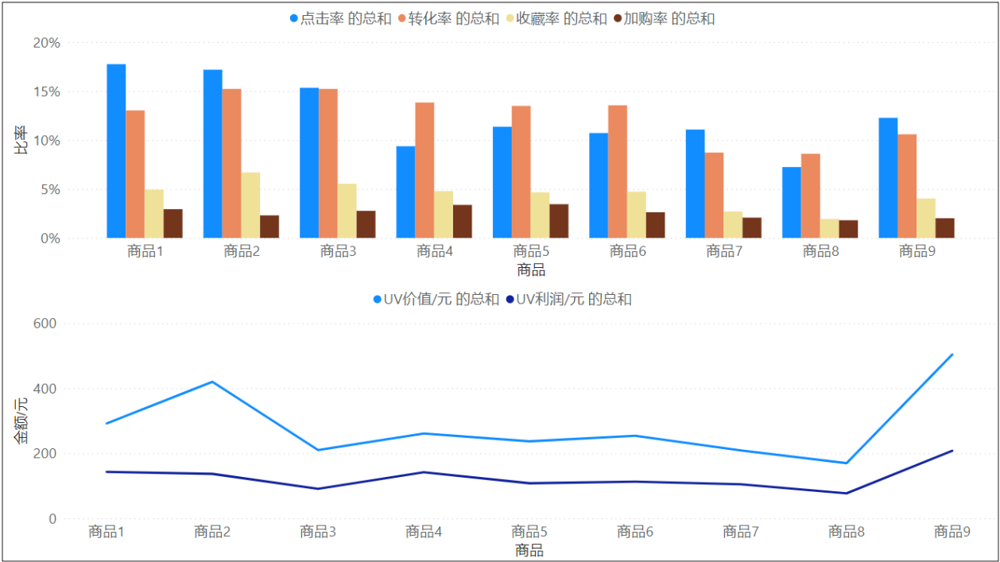 点击率 的总和 转化率 的总和 收藏率 的总和 加购率 的总和
20%
15%
10%
5%
0%
比率
商品1 商品2 商品3 商品4 商品5 商品6 商品7 商品8 商品9
商品
UV价值/元 的总和 UV利润/元 的总和
600
400
200
0
金额/元
商品1 商品2 商品3 商品4 商品5 商品6 商品7 商品8 商品9
商品